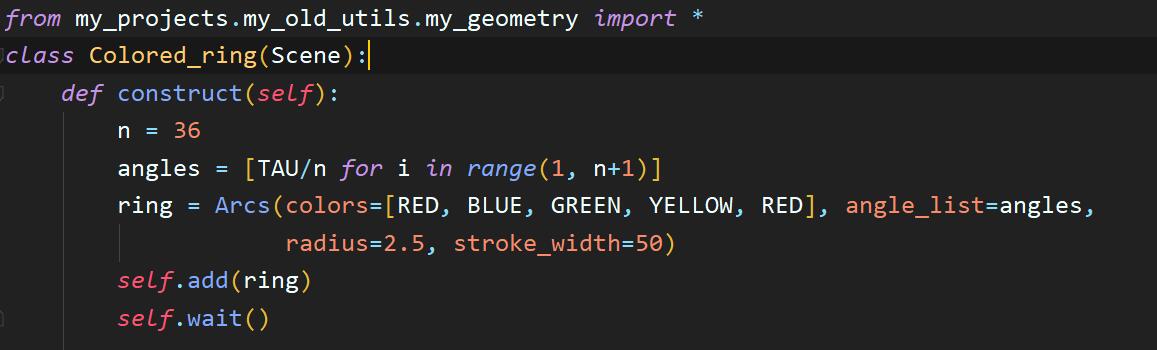 from my_projects.my_old_utils.my_geometry import *
class Colored_ring(Scene):
    def construct(self):
        n = 36
        angles = [TAU/n for i in range(1, n+1)]
        ring = Arcs(colors=[RED, BLUE, GREEN, YELLOW, RED], angle_list=angles,
                    radius=2.5, stroke_width=50)
        self.add(ring)
        self.wait()